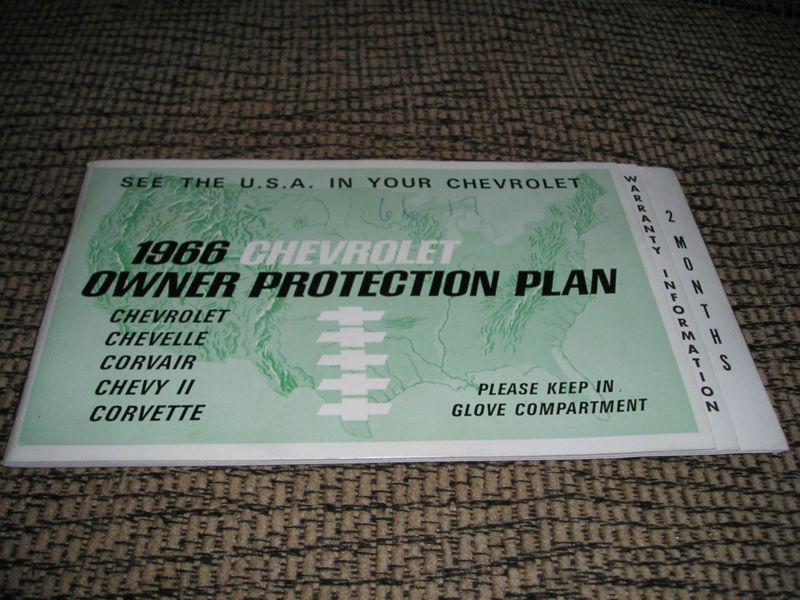 SEE THE U.S.A. IN YOUR CHEVROLET
1966 CHEVROLET
OWNER PROTECTION PLAN
CHEVROLET
CHEVELLE
CORVAIR
CHEVY II
CORVETTE
PLEASE KEEP IN
GLOVE COMPARTMENT
WARRANTY INFORMATION
2 MONTHS